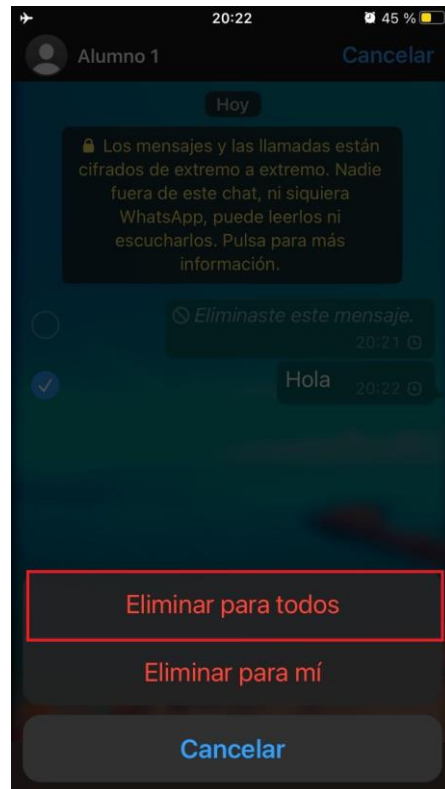 20:22
45 %
Alumno 1
Cancelar
Hoy
Los mensajes y las llamadas están
cifrados de extremo a extremo. Nadie
fuera de este chat, ni siquiera
WhatsApp, puede leerlos ni
escucharlos. Pulsa para más
información.
Eliminaste este mensaje.
20:21
Hola
20:22
Eliminar para todos
Eliminar para mí
Cancelar